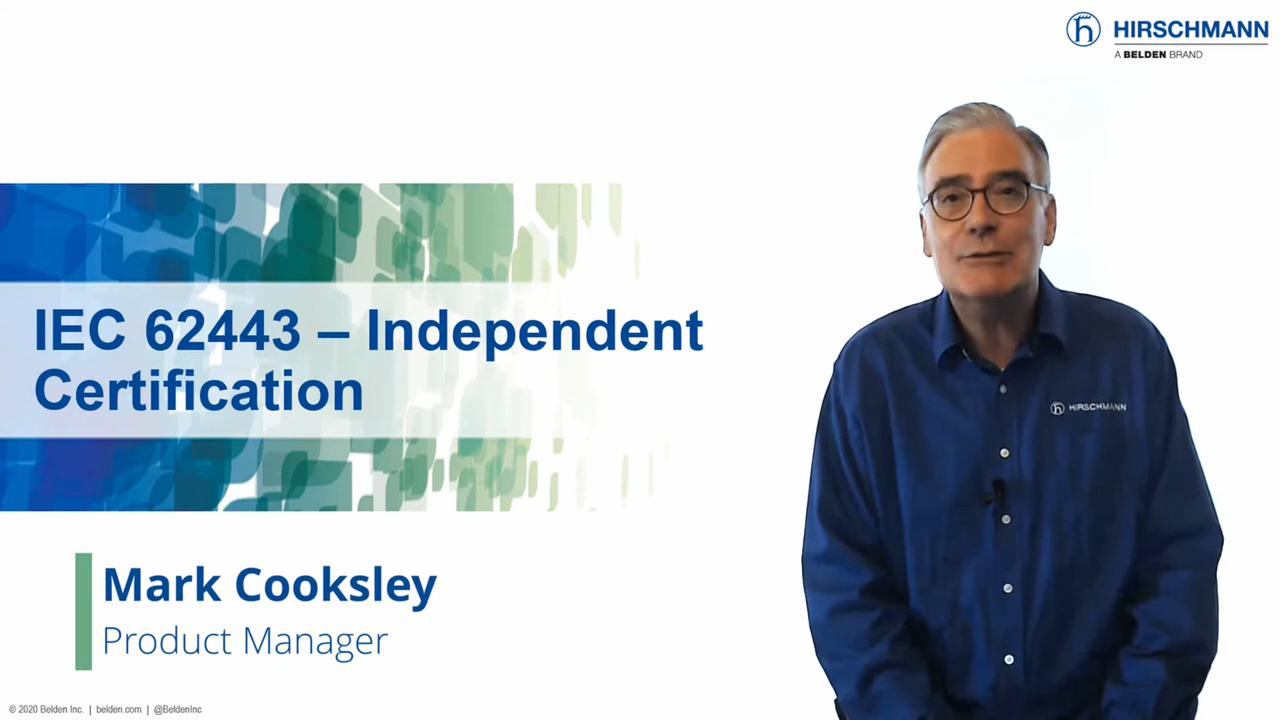 HIRSCHMANN
A BELDEN BRAND
IEC 62443 – Independent
Certification
HIRSCHMANN
Mark Cooksley
Product Manager
© 2020 Belden Inc. | belden.com | @BeldenInc